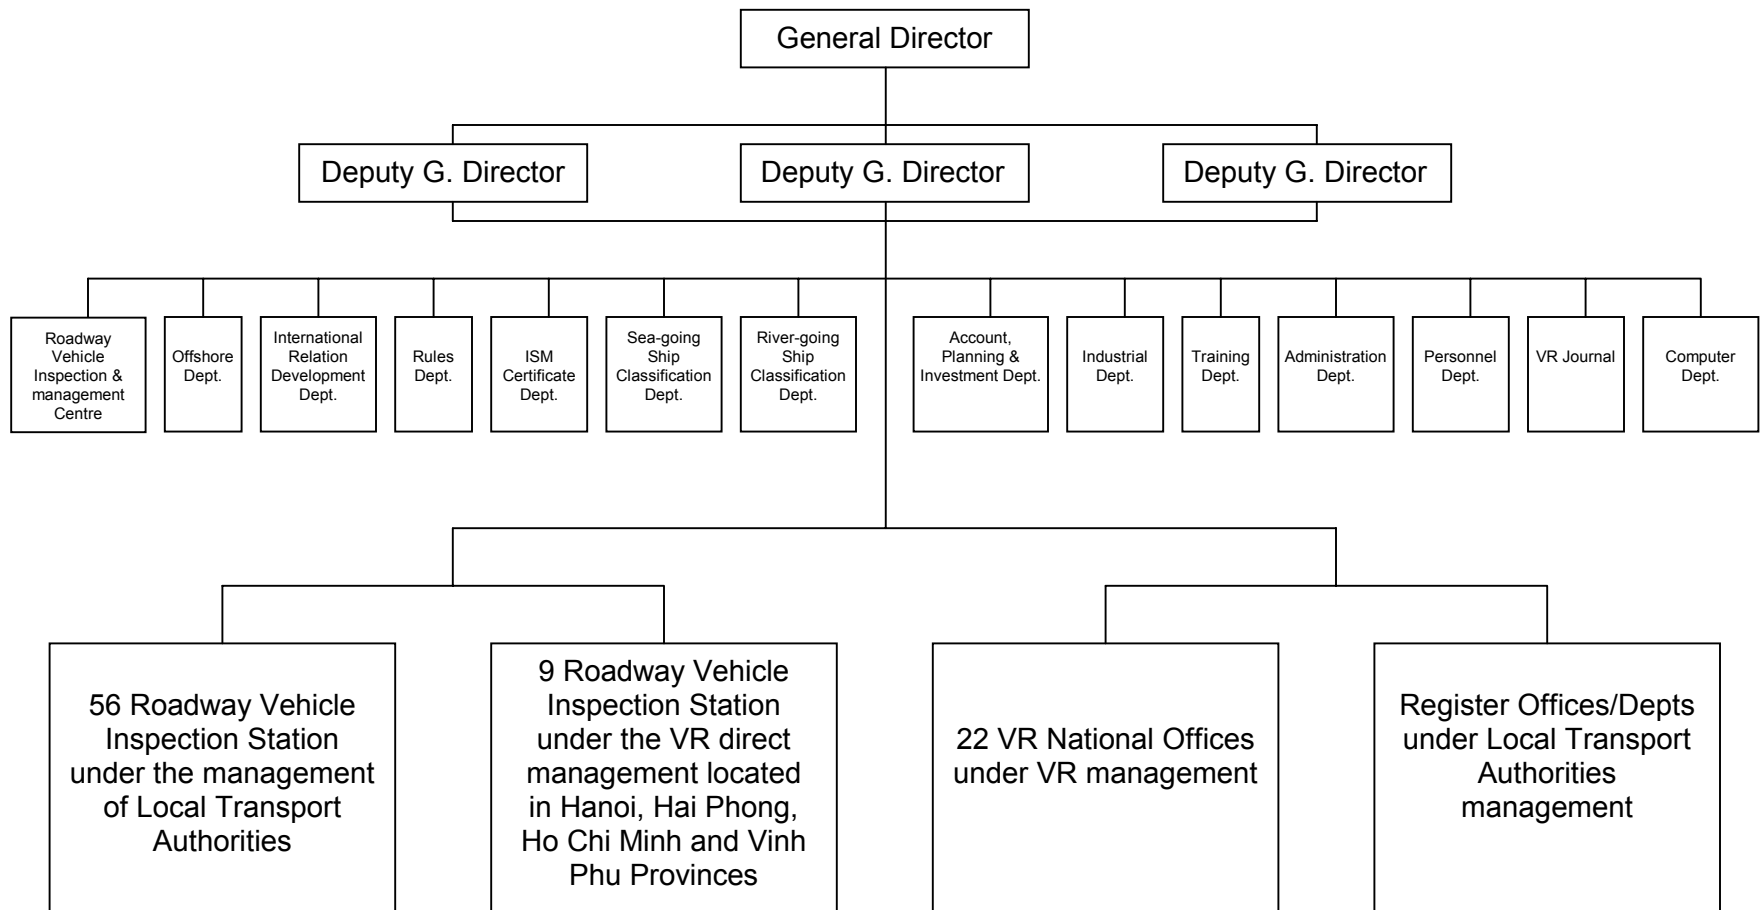 General Director
Deputy G. Director
Deputy G. Director
Deputy G. Director
Roadway
Vehicle
Inspection &
management
Centre
Offshore
Dept.
International
Relation
Development
Dept.
Rules
Dept.
ISM
Certificate
Dept.
Sea-going
Ship
Classification
Dept.
River-going
Ship
Classification
Dept.
Account,
Planning &
Investment Dept.
Industrial
Dept.
Training
Dept.
Administration
Dept.
Personnel
Dept.
VR Journal
Computer
Dept.
56 Roadway Vehicle
Inspection Station
under the management
of Local Transport
Authorities
9 Roadway Vehicle
Inspection Station
under the VR direct
management located
in Hanoi, Hai Phong,
Ho Chi Minh and Vinh
Phu Provinces
22 VR National Offices
under VR management
Register Offices/Depts
under Local Transport
Authorities
management